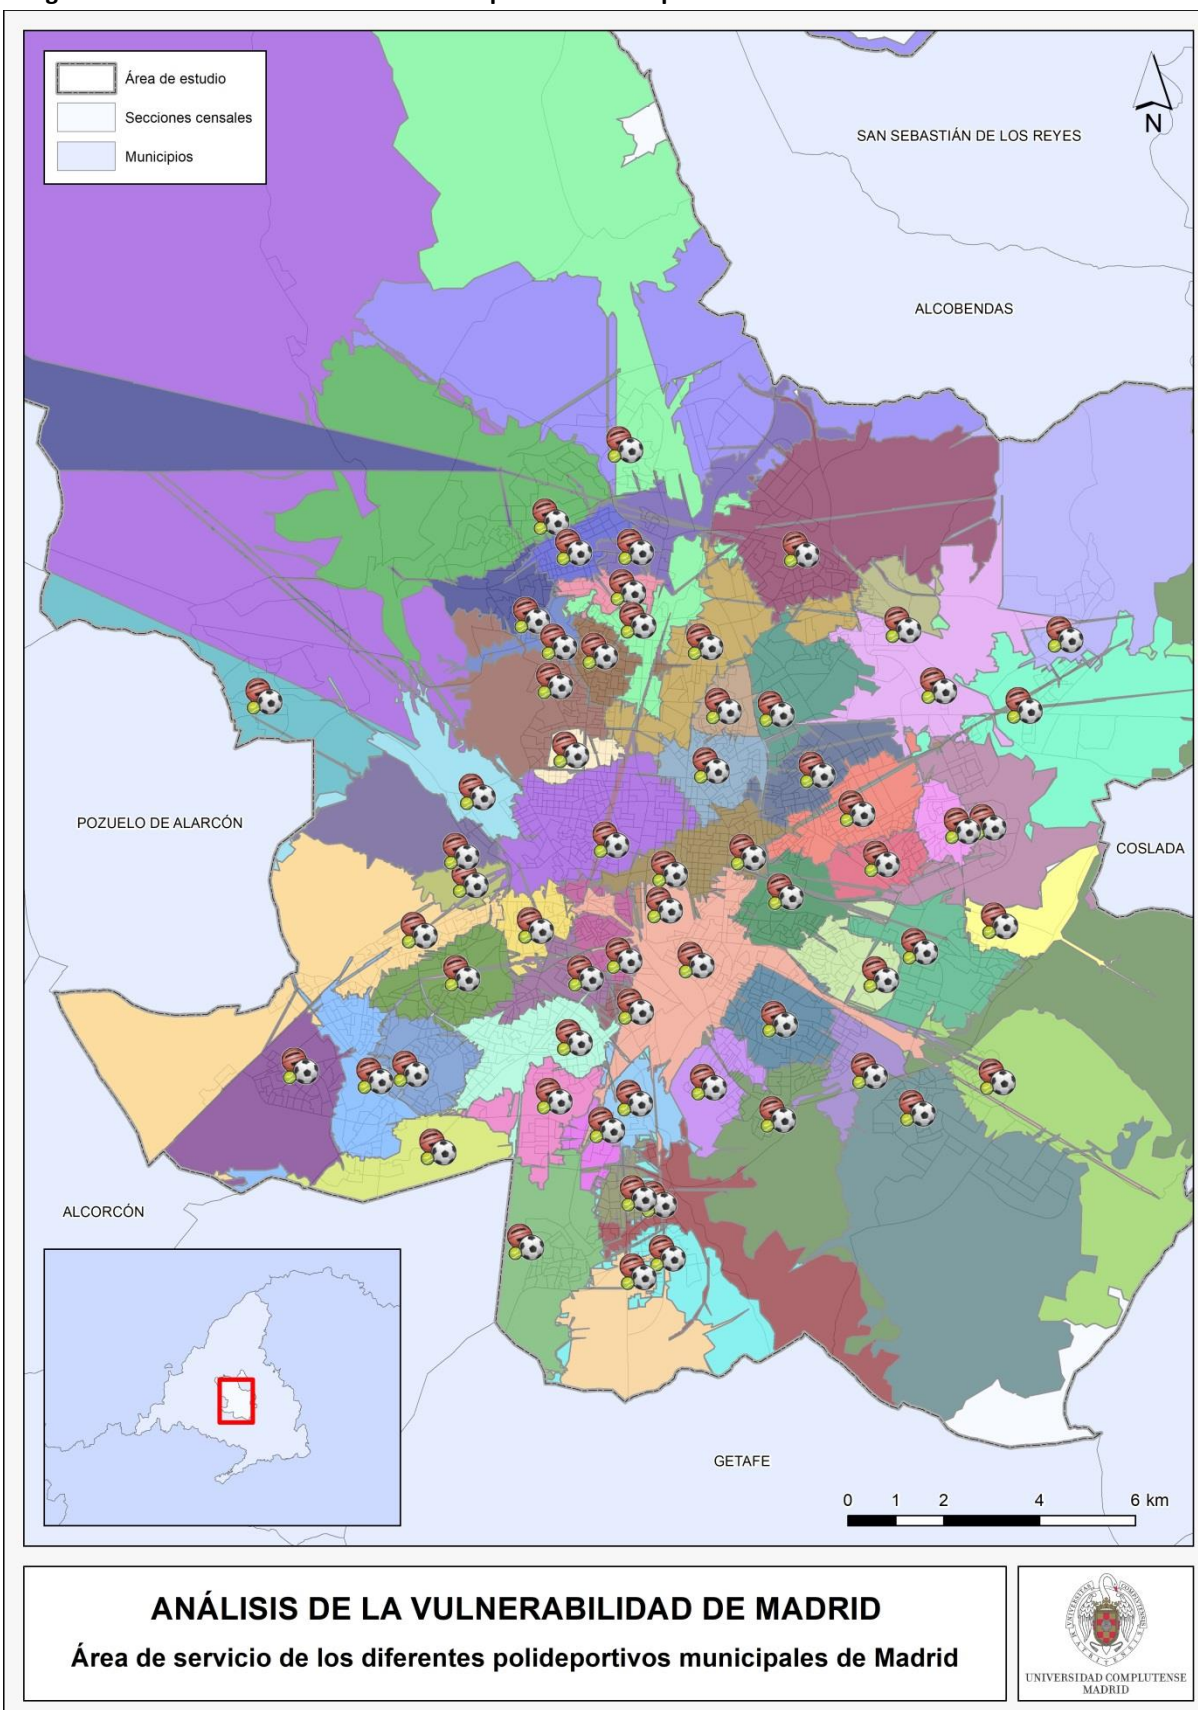 Área de estudio
Secciones censales
Municipios
N
SAN SEBASTIÁN DE LOS REYES
ALCOBENDAS
POZUELO DE ALARCÓN
COSLADA
ALCORCÓN
GETAFE
0 1 2 4 6 km
ANÁLISIS DE LA VULNERABILIDAD DE MADRID
Área de servicio de los diferentes polideportivos municipales de Madrid
UNIVERSIDAD COMPLUTENSE
MADRID